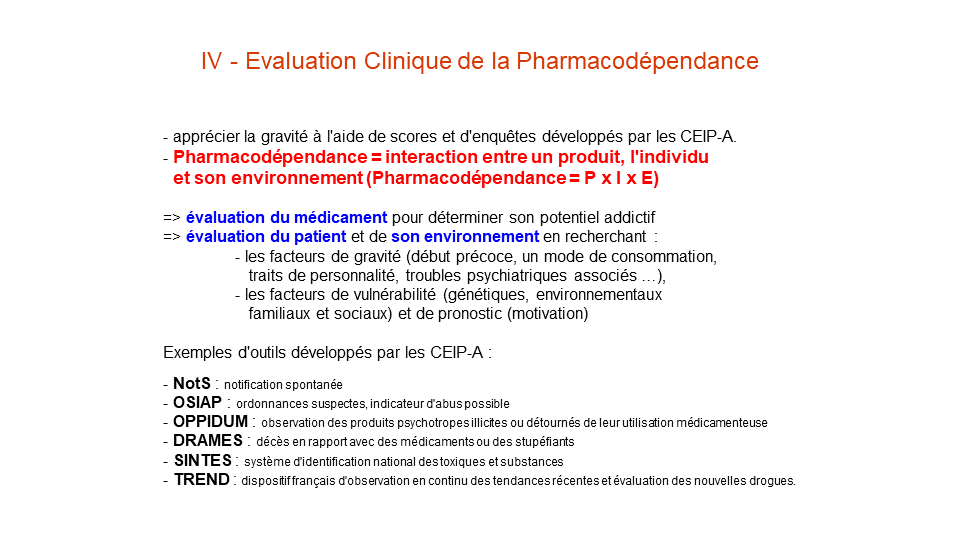 IV - Evaluation Clinique de la Pharmacodépendance
- apprécier la gravité à l'aide de scores et d'enquêtes développés par les CEIP-A.
- Pharmacodépendance = interaction entre un produit, l'individu
et son environnement (Pharmacodépendance = P x I x E)
=> évaluation du médicament pour déterminer son potentiel addictif
=> évaluation du patient et de son environnement en recherchant :
- les facteurs de gravité (début précoce, un mode de consommation,
traits de personnalité, troubles psychiatriques associés ...),
- les facteurs de vulnérabilité (génétiques, environnementaux
familiaux et sociaux) et de pronostic (motivation)
Exemples d'outils développés par les CEIP-A :
- NotS : notification spontanée
- OSIAP : ordonnances suspectes, indicateur d'abus possible
- OPPIDUM : observation des produits psychotropes illicites ou détournés de leur utilisation médicamenteuse
- DRAMES : décès en rapport avec des médicaments ou des stupéfiants
- SINTES : système d'identification national des toxiques et substances
- TREND : dispositif français d'observation en continu des tendances récentes et évaluation des nouvelles drogues.